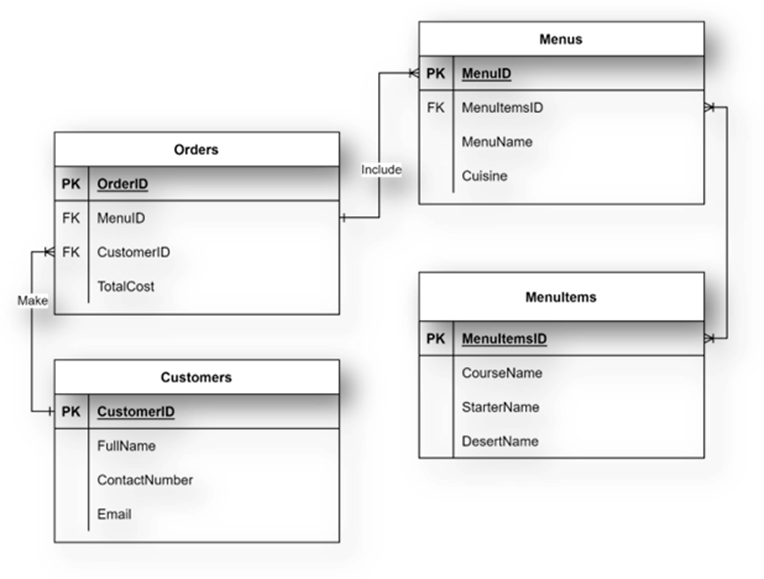 Menus
PK MenuID
FK MenuItemsID
MenuName
Cuisine
Orders
PK OrderID
FK MenuID
FK CustomerID
TotalCost
Include
Make
MenuItems
PK MenuItemsID
CourseName
StarterName
DesertName
Customers
PK CustomerID
FullName
ContactNumber
Email